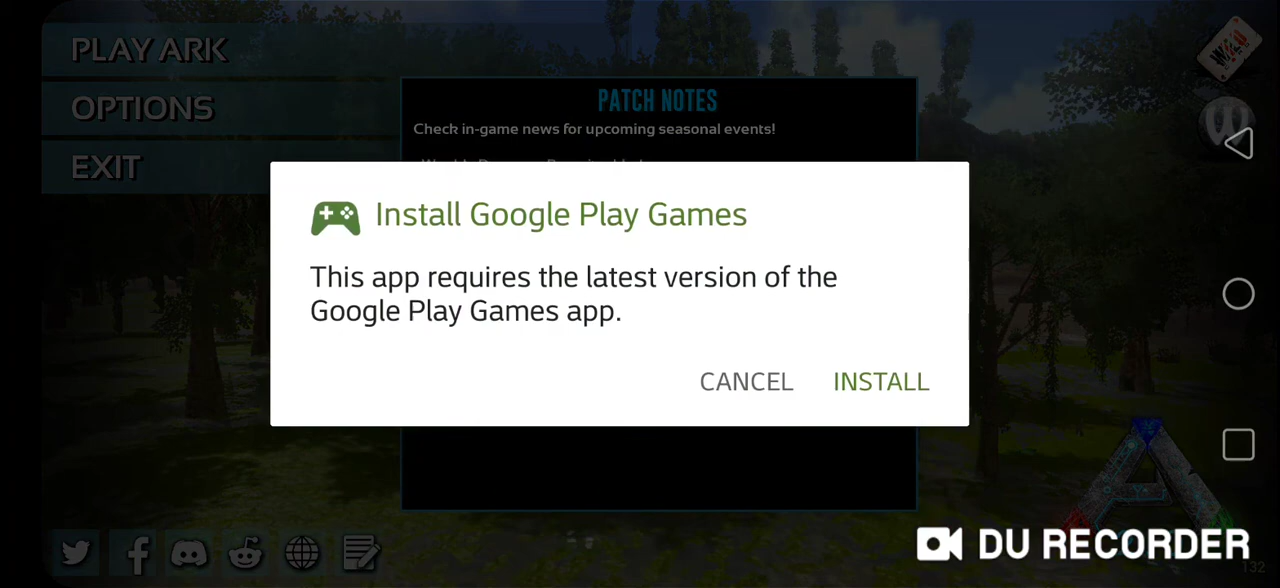 PLAY ARK
OPTIONS
EXIT
PATCH NOTES
Check in-game news for upcoming seasonal events!
Install Google Play Games
This app requires the latest version of the
Google Play Games app.
CANCEL
INSTALL
DU RECORDER
132